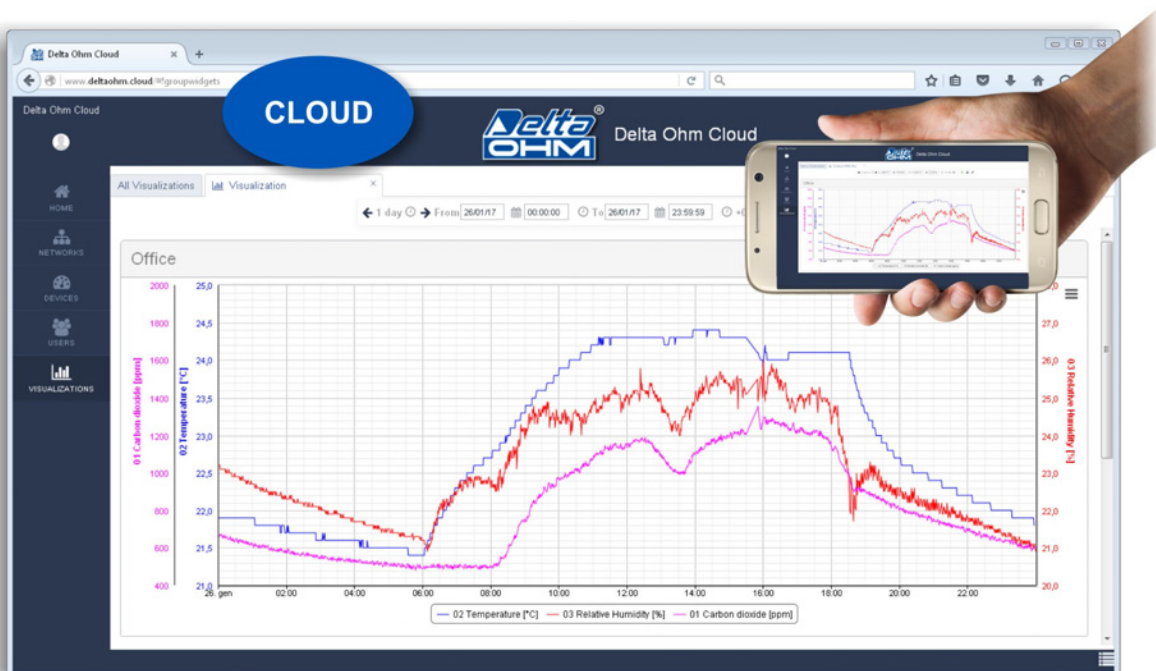 Delta Ohm Cloud
www.deltaohm.cloud/#!groupwidgets
CLOUD
Delta Ohm Cloud
Delta OHM ®
Delta Ohm Cloud
HOME
NETWORKS
DEVICES
USERS
VISUALIZATIONS
All Visualizations
Visualization
1 day
From 26/01/17
00:00:00
To 26/01/17
23:59:59
Office
01 Carbon dioxide [ppm]
2000
1800
1600
1400
1200
1000
800
600
400
02 Temperature [°C]
25,0
24,5
24,0
23,5
23,0
22,5
22,0
21,5
21,0
27,0
26,0
25,0
24,0
23,0
22,0
21,0
20,0
03 Relative Humidity [%]
26. gen
02:00
04:00
06:00
08:00
10:00
12:00
14:00
16:00
18:00
20:00
22:00
02 Temperature [°C]
03 Relative Humidity [%]
01 Carbon dioxide [ppm]
Delta OHM
Delta Ohm Cloud
Office